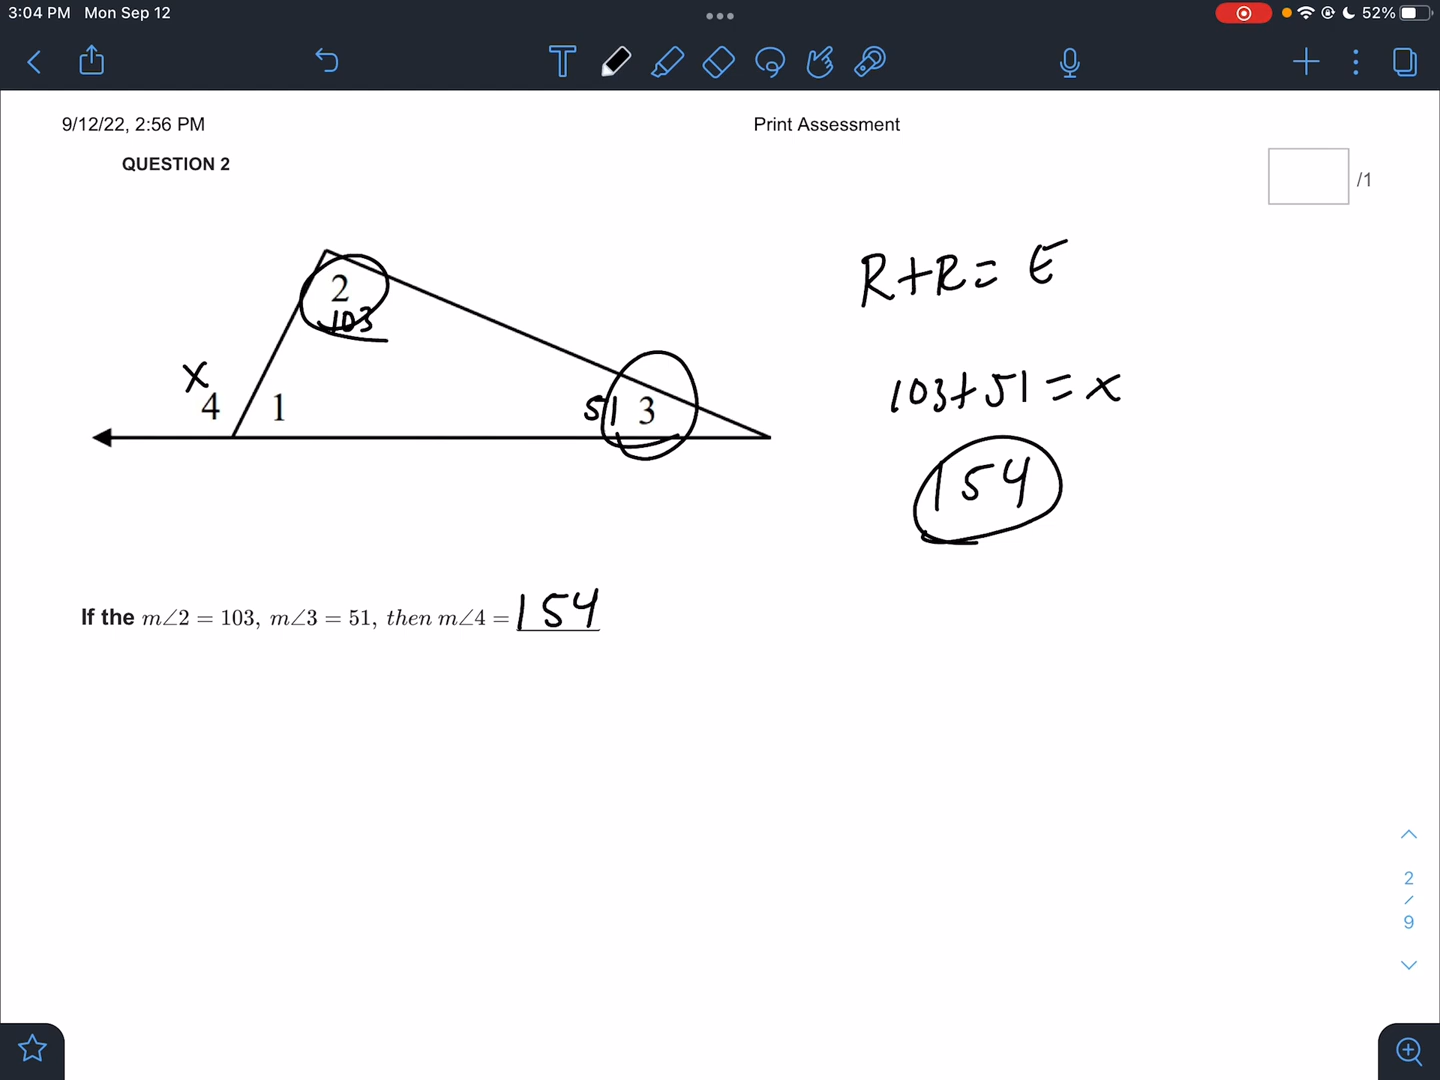 3:04 PM Mon Sep 12
52%
T
9/12/22, 2:56 PM
Print Assessment
QUESTION 2
/1
2
103
x
4
1
51
3
R+R= E
103+51=x
154
If the m∠2 = 103, m∠3 = 51, then m∠4 = 154
2
/
9